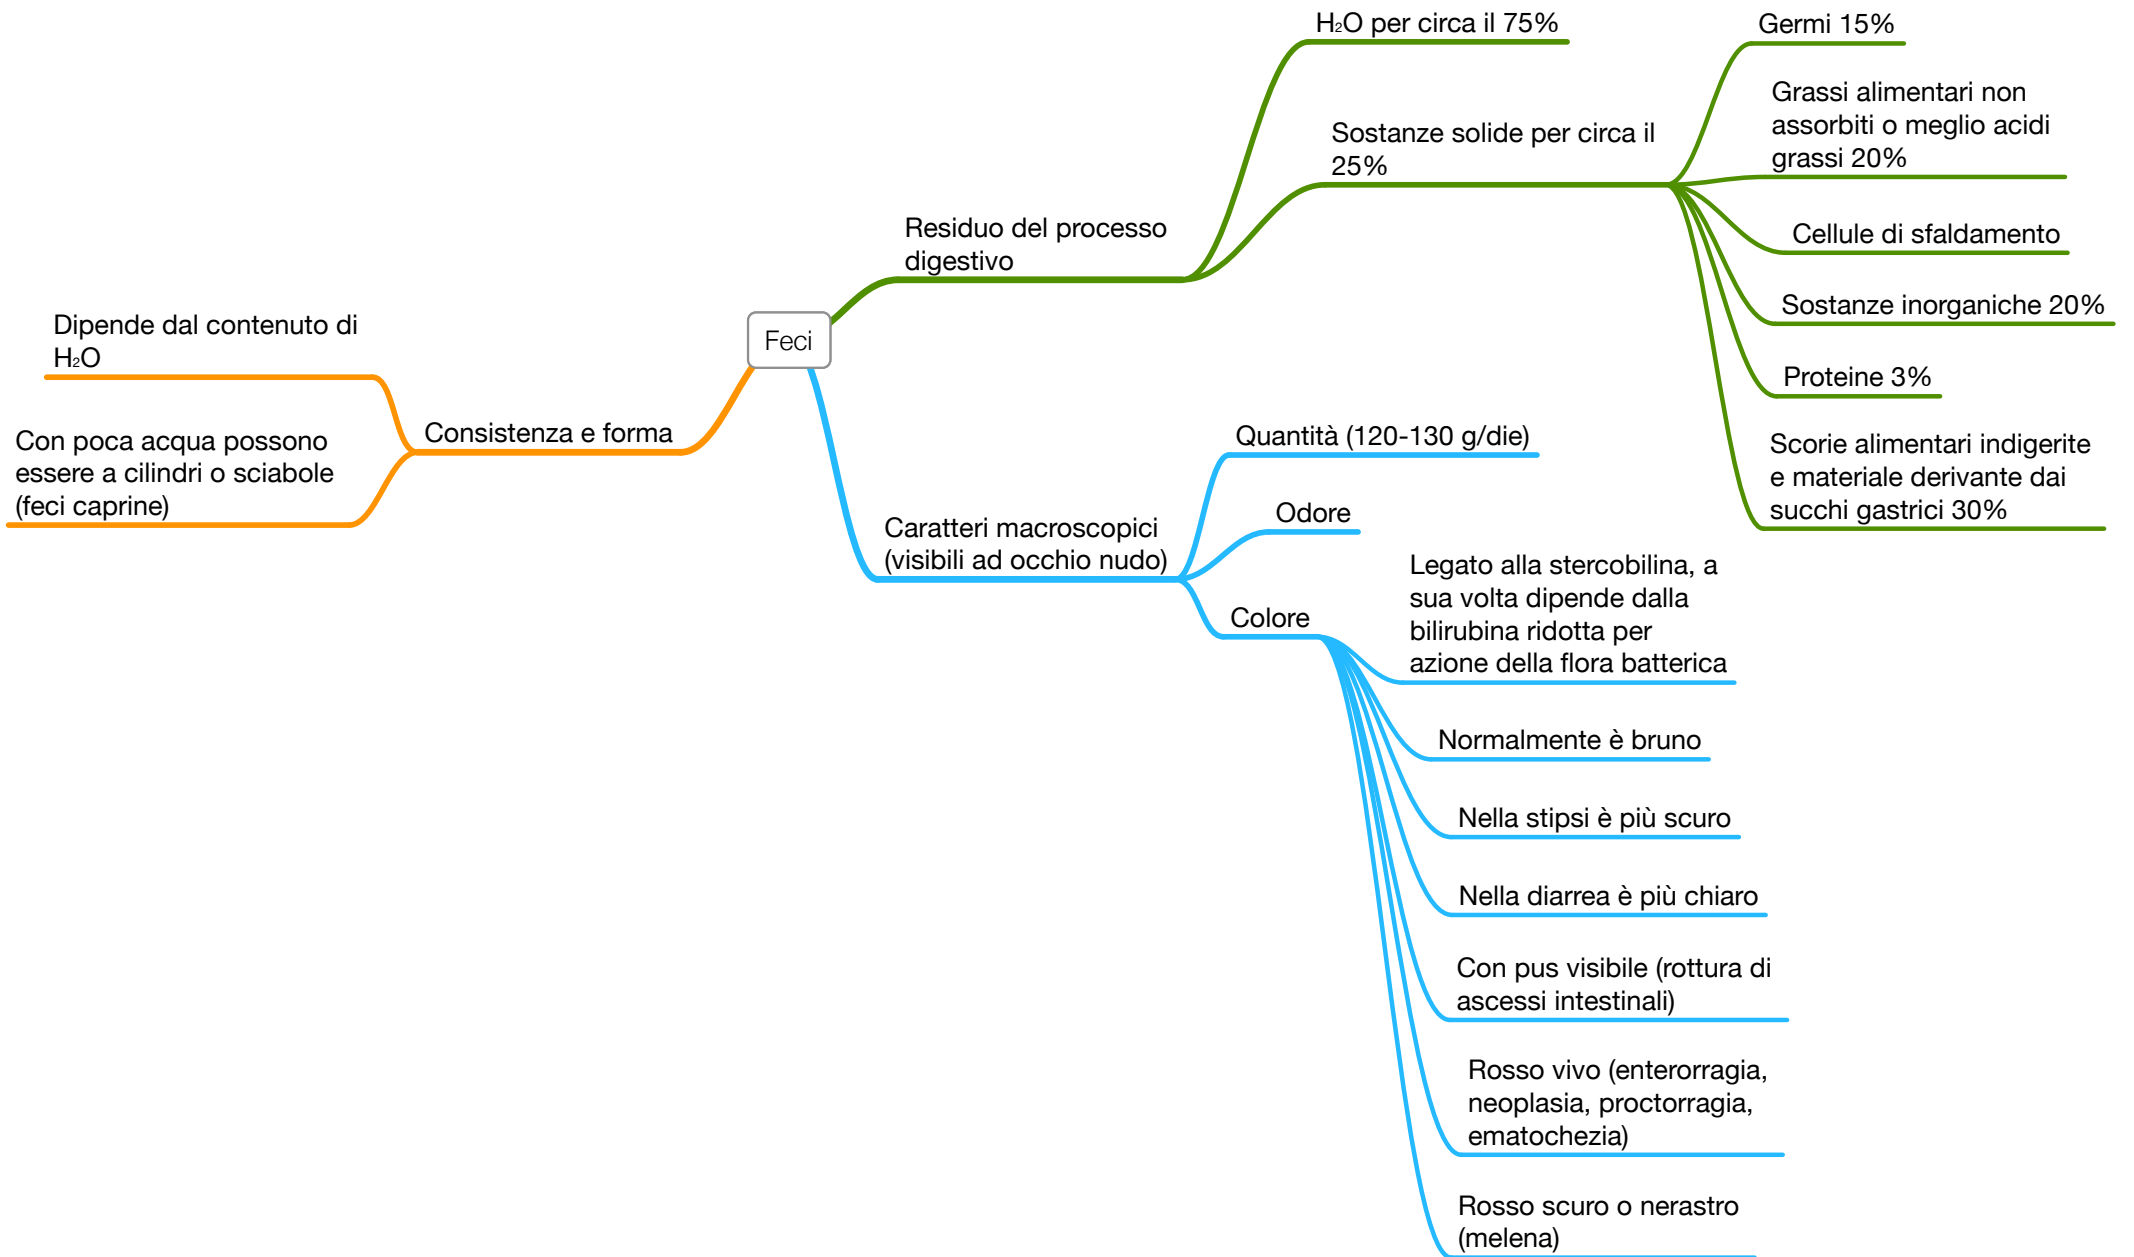 Feci
Residuo del processo
digestivo
H₂O per circa il 75%
Sostanze solide per circa il
25%
Germi 15%
Grassi alimentari non
assorbiti o meglio acidi
grassi 20%
Cellule di sfaldamento
Sostanze inorganiche 20%
Proteine 3%
Scorie alimentari indigerite
e materiale derivante dai
succhi gastrici 30%
Caratteri macroscopici
(visibili ad occhio nudo)
Quantità (120-130 g/die)
Odore
Colore
Legato alla stercobilina, a
sua volta dipende dalla
bilirubina ridotta per
azione della flora batterica
Normalmente è bruno
Nella stipsi è più scuro
Nella diarrea è più chiaro
Con pus visibile (rottura di
ascessi intestinali)
Rosso vivo (enterorragia,
neoplasia, proctorragia,
ematochezia)
Rosso scuro o nerastro
(melena)
Consistenza e forma
Dipende dal contenuto di
H₂O
Con poca acqua possono
essere a cilindri o sciabole
(feci caprine)